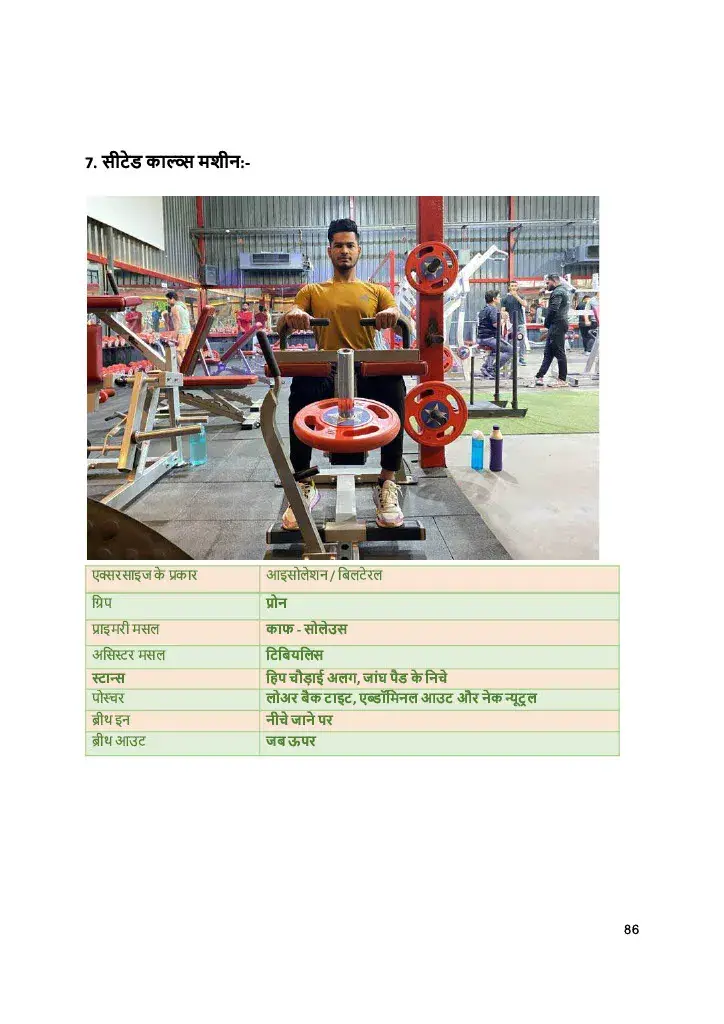 7. सीटेड काल्व्स मशीन:-
एक्सरसाइज के प्रकार आइसोलेशन / बिलटेरल
ग्रिप प्रोन
प्राइमरी मसल काफ - सोलेउस
असिस्टर मसल टिबियलिस
स्टान्स हिप चौड़ाई अलग, जांघ पैड के निचे
पोस्चर लोअर बैक टाइट, एब्डॉमिनल आउट और नेक न्यूट्रल
ब्रीथ इन नीचे जाने पर
ब्रीथ आउट जब ऊपर
86